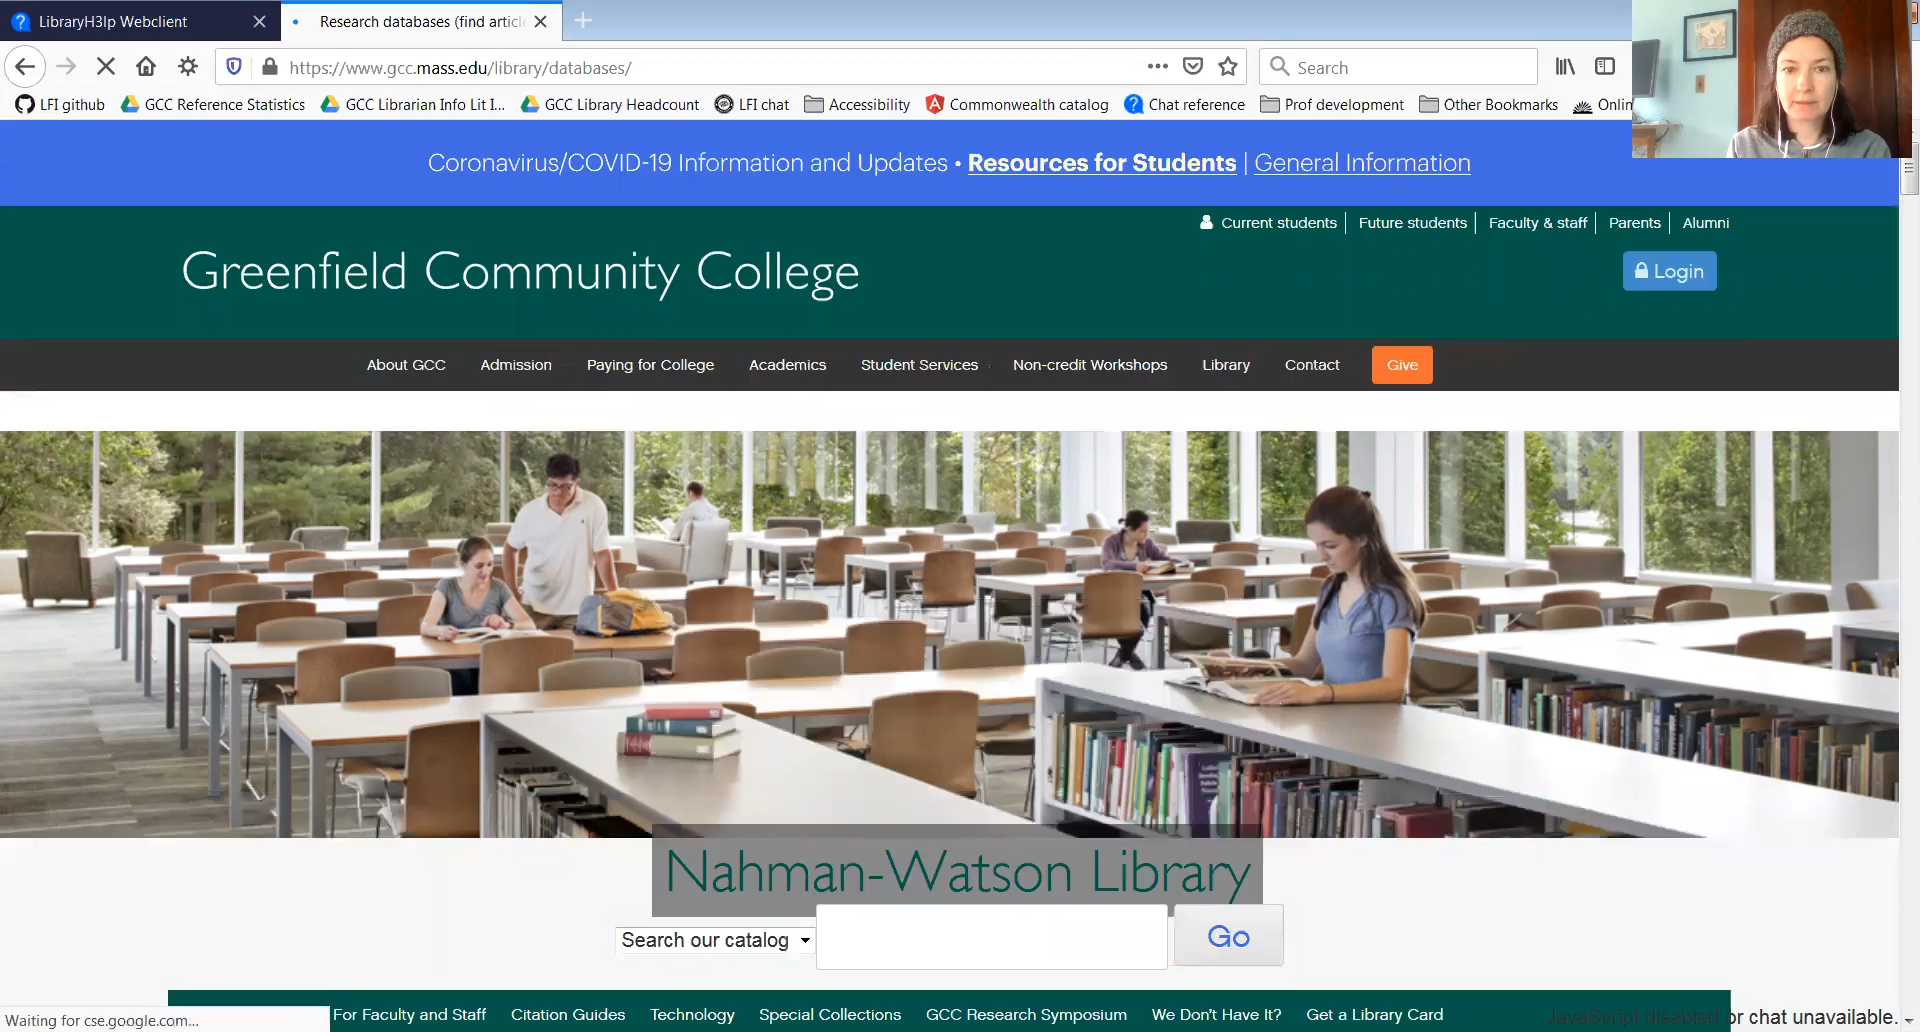 LibraryH3lp Webclient
Research databases (find article
https://www.gcc.mass.edu/library/databases/
Search
LFI github
GCC Reference Statistics
GCC Librarian Info Lit I...
GCC Library Headcount
LFI chat
Accessibility
Commonwealth catalog
Chat reference
Prof development
Other Bookmarks
Onlin
Coronavirus/COVID-19 Information and Updates • Resources for Students | General Information
Current students | Future students | Faculty & staff | Parents | Alumni
Greenfield Community College
Login
About GCC
Admission
Paying for College
Academics
Student Services
Non-credit Workshops
Library
Contact
Give
Nahman-Watson Library
Search our catalog
Go
For Faculty and Staff
Citation Guides
Technology
Special Collections
GCC Research Symposium
We Don't Have It?
Get a Library Card
JavaScript disabled or chat unavailable.
Waiting for cse.google.com...